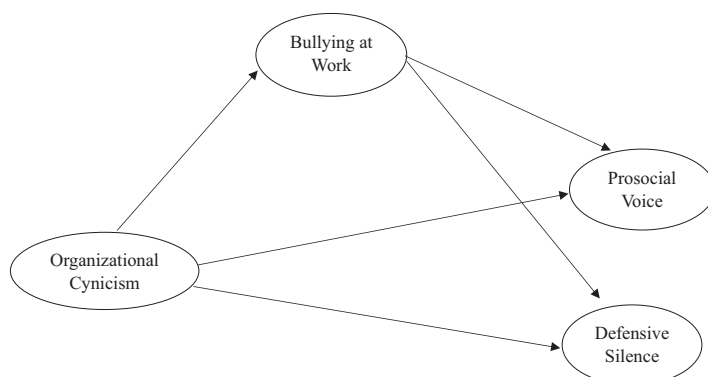 Bullying at
Work
Prosocial
Voice
Organizational
Cynicism
Defensive
Silence